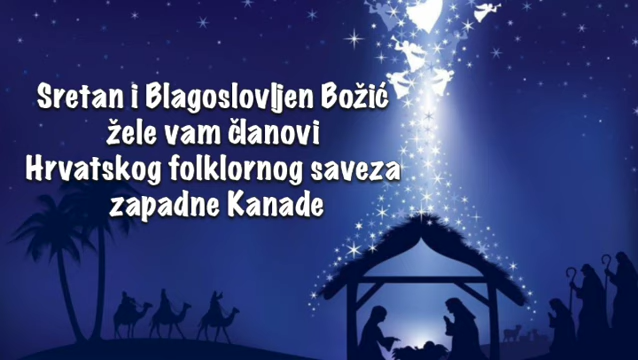 Sretan i Blagoslovljen Božić
žele vam članovi
Hrvatskog folklornog saveza
zapadne Kanade